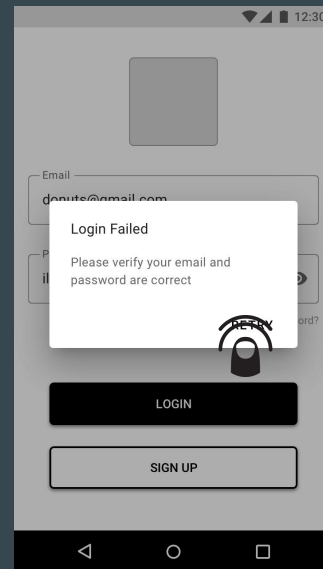 12:30
Email
donuts@gmail.com
Login Failed
Please verify your email and
password are correct
RETRY
LOGIN
SIGN UP